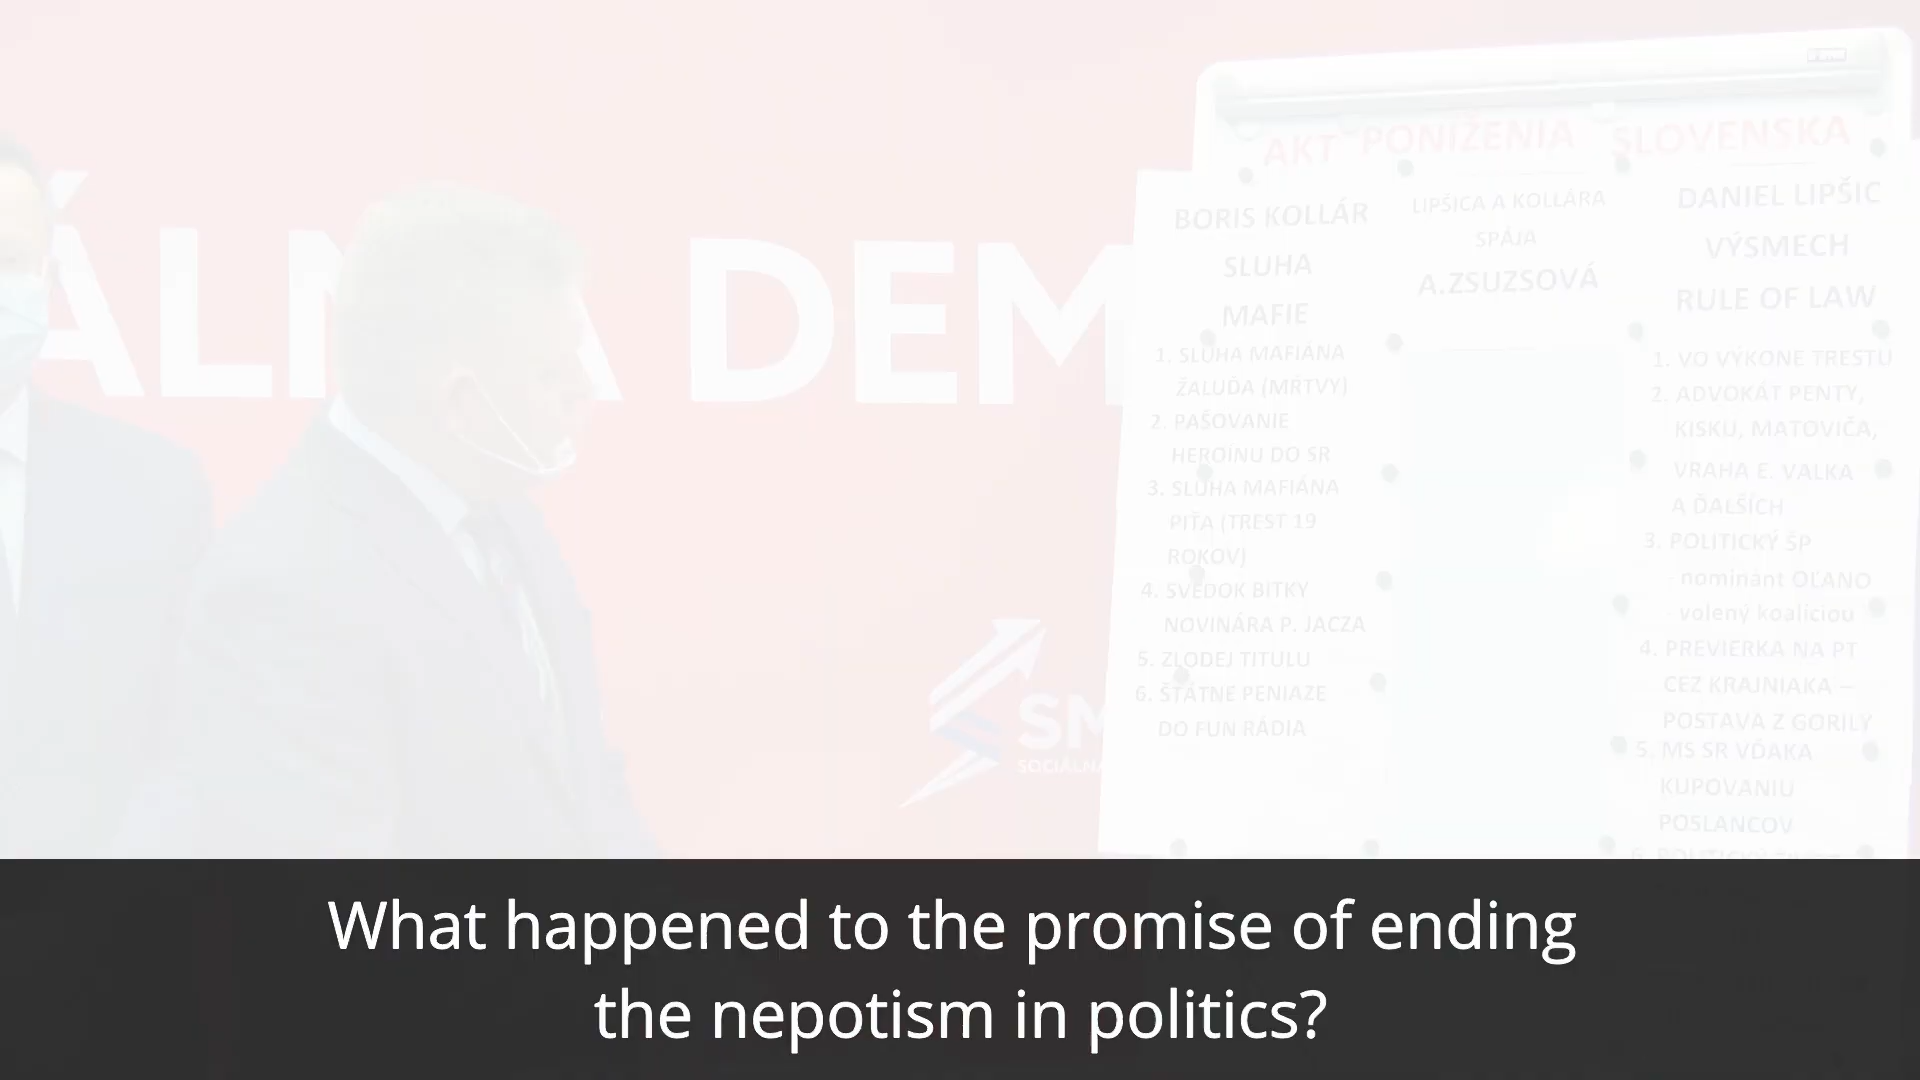 ÁLNA DEM
SM
SOCIÁLNA
AKT PONÍŽENIA SLOVENSKA
BORIS KOLLÁR
SLUHA
MAFIE
1. SLUHA MAFIÁNA
ŽALUĎA (MŔTVY)
2. PAŠOVANIE
HEROINU DO SR
3. SLUHA MAFIÁNA
PIŤA (TREST 19
ROKOV)
4. SVEDOK BITKY
NOVINÁRA P. JACZA
5. ZLODEJ TITULU
6. ŠTÁTNE PENIAZE
DO FUN RÁDIA
LIPŠICA A KOLLÁRA
SPÁJA
A.ZSUZSOVÁ
DANIEL LIPŠIC
VÝSMECH
RULE OF LAW
1. VO VÝKONE TRESTU
2. ADVOKÁT PENTY,
KISKU, MATOVIČA,
VRAHA E. VALKA
A ĎALŠÍCH
3. POLITICKÝ ŠP
- nominant OĽANO
- volený koalíciou
4. PREVIERKA NA PT
CEZ KRAJNIAKA –
POSTAVA Z GORILY
5. MS SR VĎAKA
KUPOVANIU
POSLANCOV
What happened to the promise of ending
the nepotism in politics?